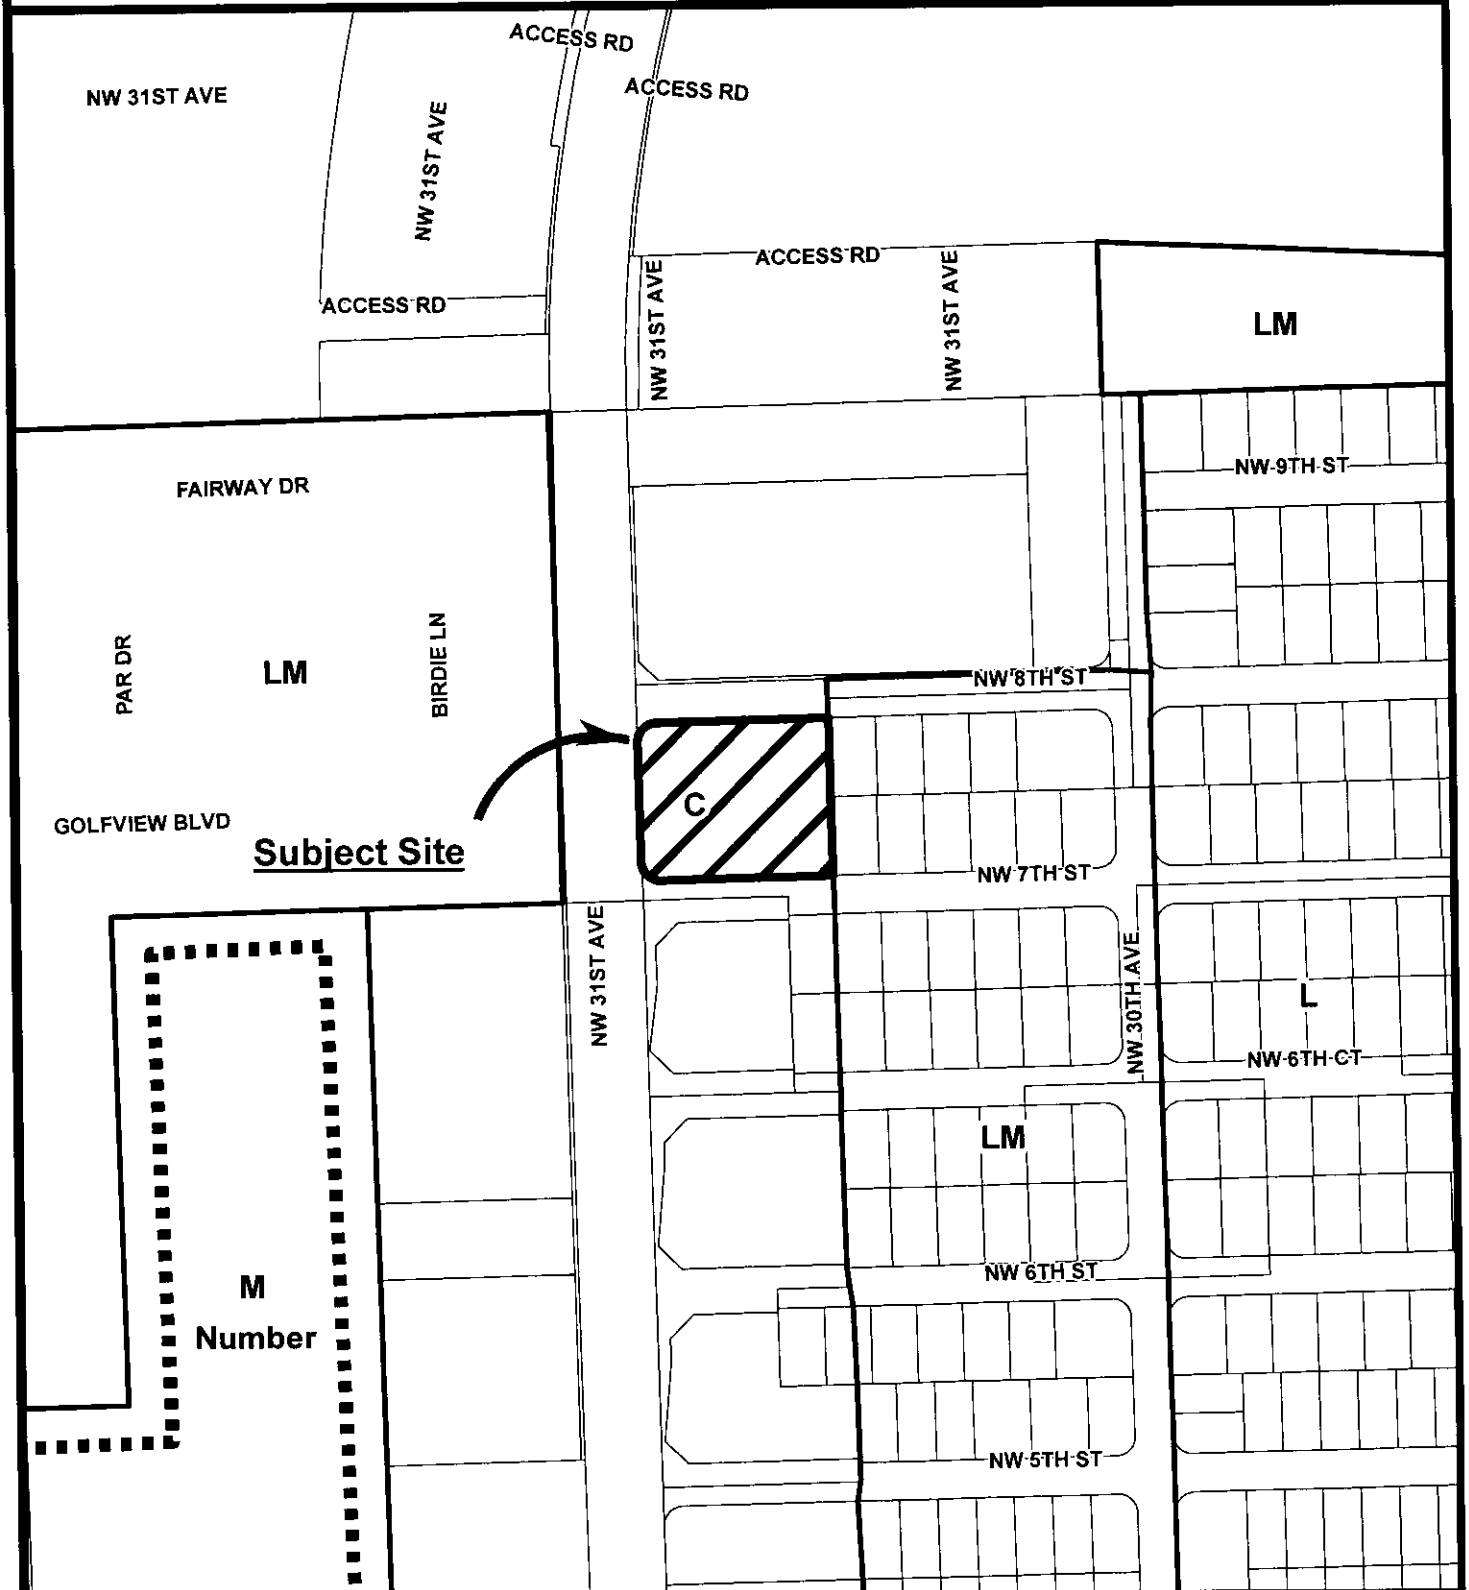 ACCESS RD
ACCESS RD
NW 31ST AVE
NW 31ST AVE
ACCESS RD
NW 31ST AVE
NW 31ST AVE
ACCESS RD
LM
NW 9TH ST
FAIRWAY DR
PAR DR
LM
BIRDIE LN
NW 8TH ST
C
GOLFVIEW BLVD
Subject Site
NW 7TH ST
NW 31ST AVE
NW 30TH AVE
L
NW 6TH CT
LM
NW 6TH ST
M
Number
NW 5TH ST